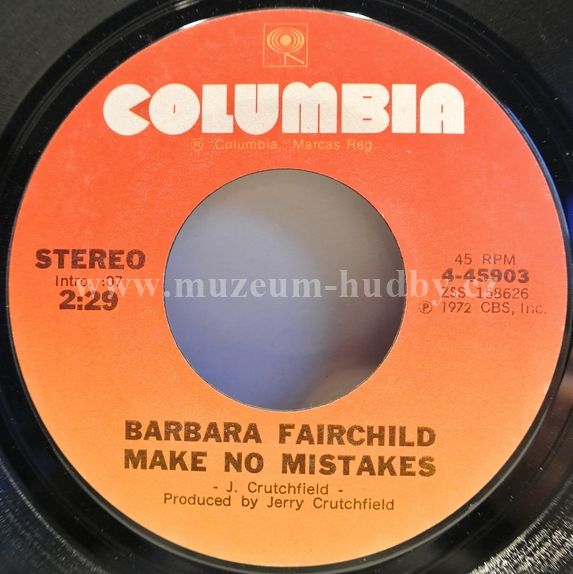 COLUMBIA
® "Columbia," Marcas Reg.
STEREO
Intro. :07
2:29
45 RPM
4-45903
ZSS 158626
℗ 1972 CBS, Inc.
www.muzeum-hudby.cz
BARBARA FAIRCHILD
MAKE NO MISTAKES
- J. Crutchfield -
Produced by Jerry Crutchfield